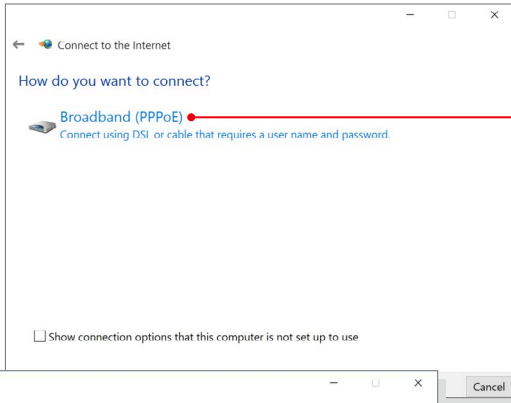 Connect to the Internet
How do you want to connect?
Broadband (PPPoE)
Connect using DSL or cable that requires a user name and password.
Show connection options that this computer is not set up to use
Cancel